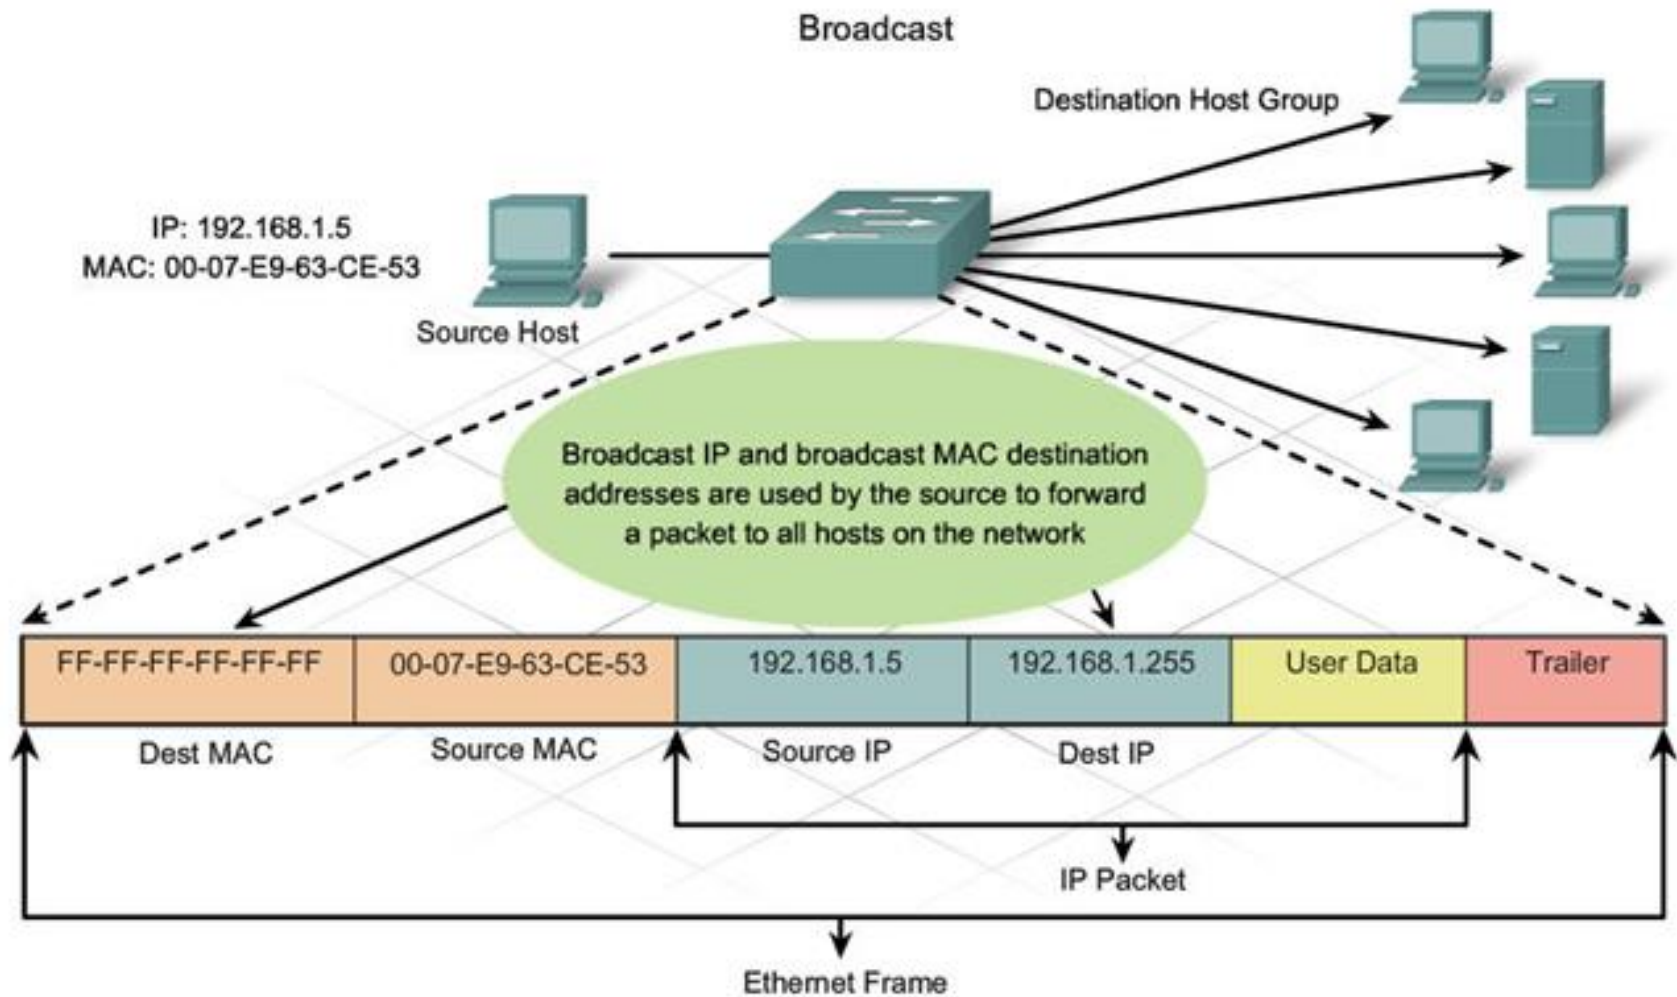 Broadcast
Destination Host Group
IP: 192.168.1.5
MAC: 00-07-E9-63-CE-53
Source Host
Broadcast IP and broadcast MAC destination
addresses are used by the source to forward
a packet to all hosts on the network
FF-FF-FF-FF-FF-FF 00-07-E9-63-CE-53 192.168.1.5 192.168.1.255 User Data Trailer
Dest MAC Source MAC Source IP Dest IP
IP Packet
Ethernet Frame